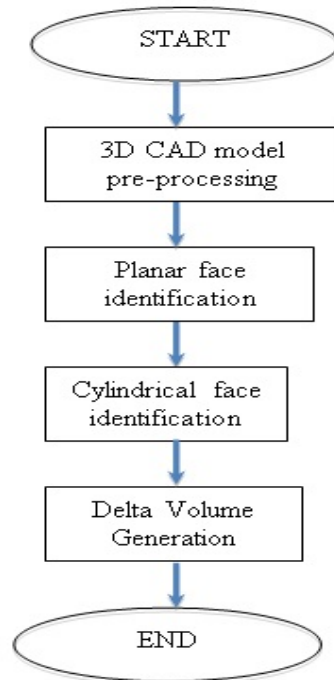 START
3D CAD model
pre-processing
Planar face
identification
Cylindrical face
identification
Delta Volume
Generation
END